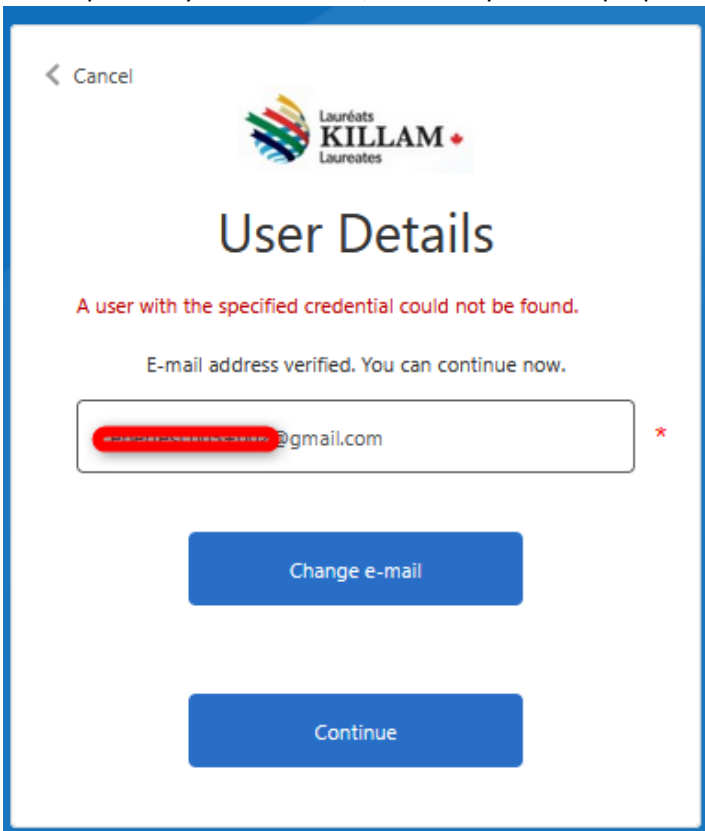 Cancel
Lauréats
KILLAM
Laureates
User Details
A user with the specified credential could not be found.
E-mail address verified. You can continue now.
@gmail.com
*
Change e-mail
Continue